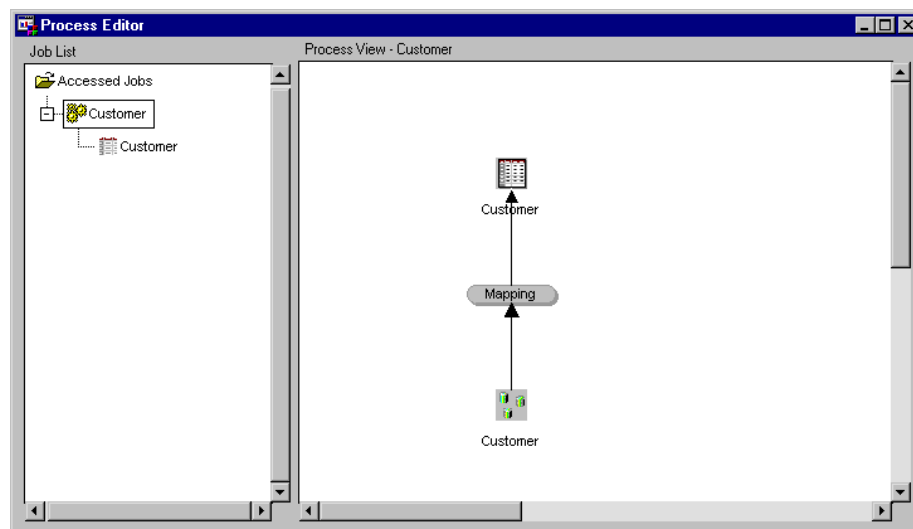 Process Editor
Job List
Accessed Jobs
Customer
Customer
Process View - Customer
Customer
Mapping
Customer